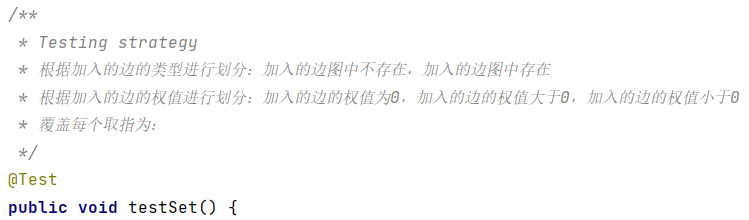 /**
* Testing strategy
* 根据加入的边的类型进行划分：加入的边图中不存在，加入的边图中存在
* 根据加入的边的权值进行划分：加入的边的权值为0，加入的边的权值大于0，加入的边的权值小于0
* 覆盖每个取指为：
*/
@Test
public void testSet() {